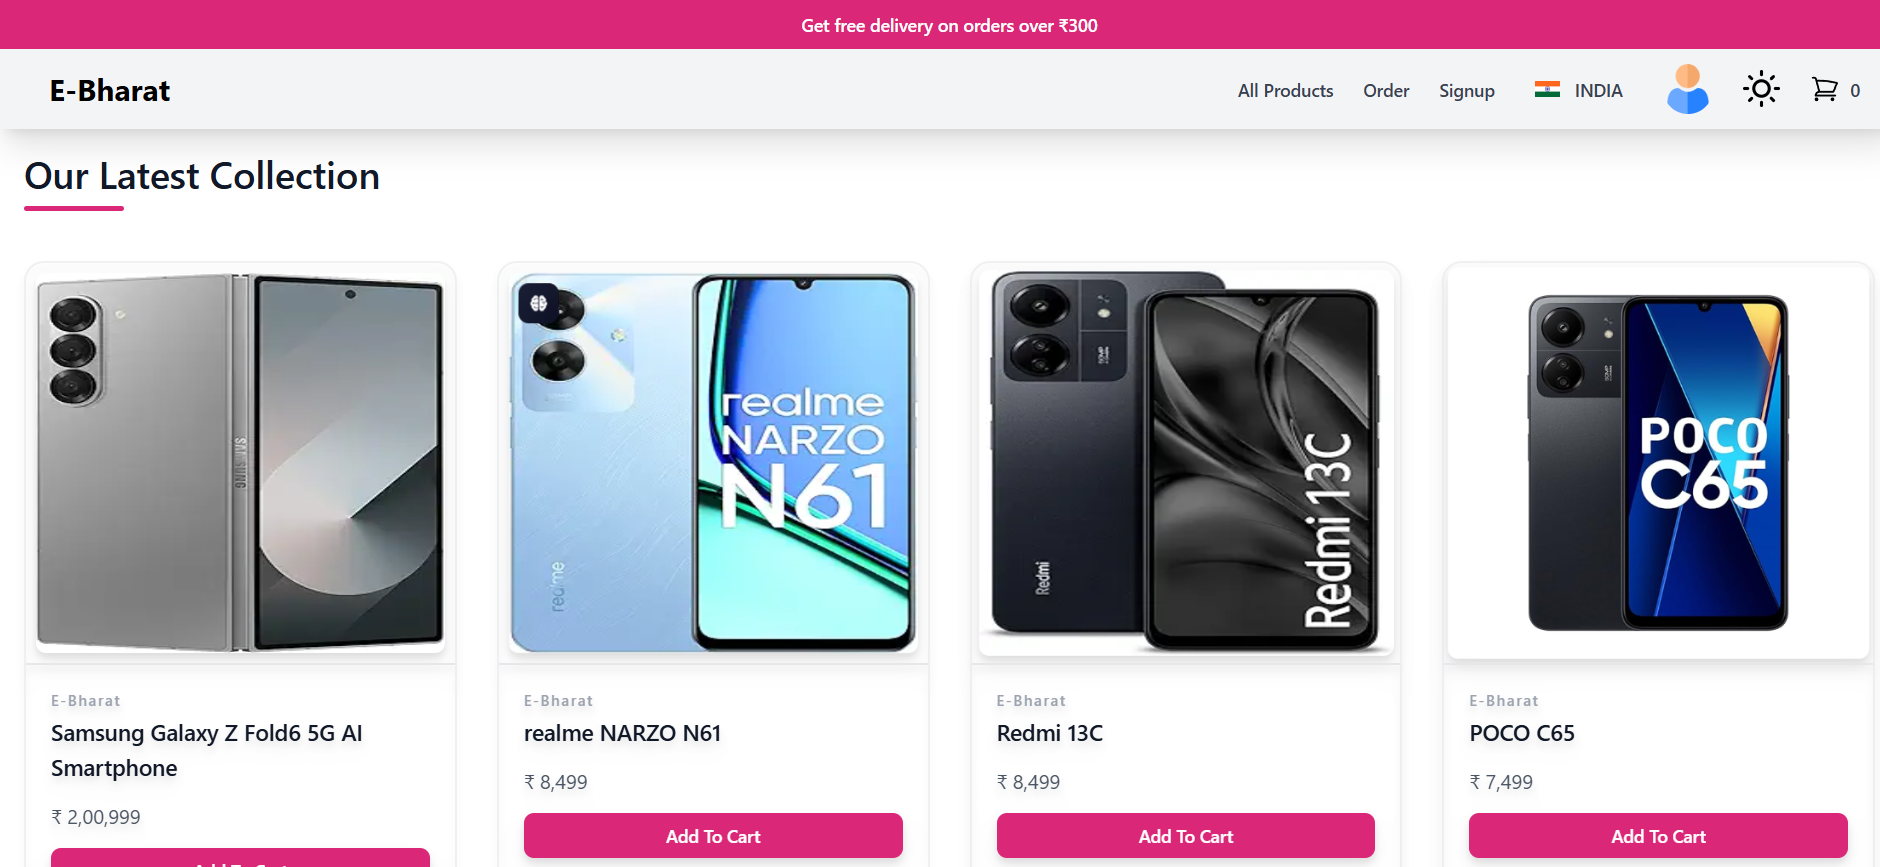 Get free delivery on orders over ₹300
E-Bharat
All Products
Order
Signup
INDIA
0
Our Latest Collection
SAMSUNG
realme
NARZO
N61
realme
Redmi 13C
Redmi
POCO
C65
E-Bharat
Samsung Galaxy Z Fold6 5G AI
Smartphone
₹ 2,00,999
Add To Cart
E-Bharat
realme NARZO N61
₹ 8,499
Add To Cart
E-Bharat
Redmi 13C
₹ 8,499
Add To Cart
E-Bharat
POCO C65
₹ 7,499
Add To Cart